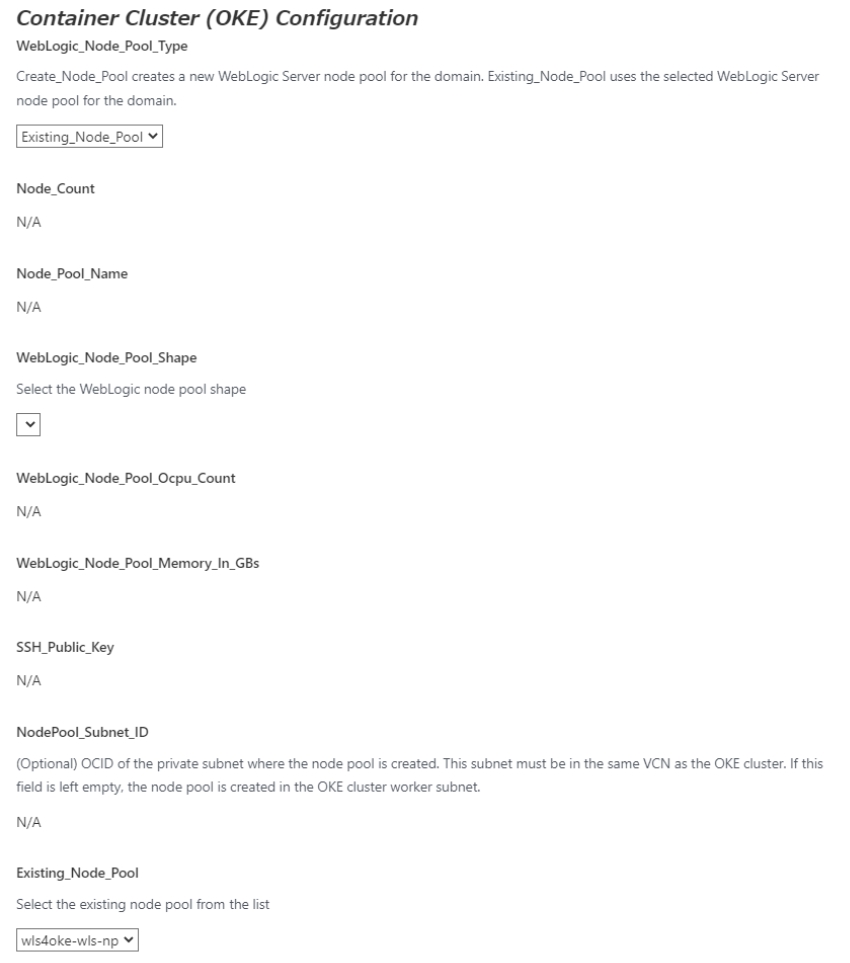 Container Cluster (OKE) Configuration
WebLogic_Node_Pool_Type
Create_Node_Pool creates a new WebLogic Server node pool for the domain. Existing_Node_Pool uses the selected WebLogic Server
node pool for the domain.
Existing_Node_Pool
Node_Count
N/A
Node_Pool_Name
N/A
WebLogic_Node_Pool_Shape
Select the WebLogic node pool shape
WebLogic_Node_Pool_Ocpu_Count
N/A
WebLogic_Node_Pool_Memory_In_GBs
N/A
SSH_Public_Key
N/A
NodePool_Subnet_ID
(Optional) OCID of the private subnet where the node pool is created. This subnet must be in the same VCN as the OKE cluster. If this
field is left empty, the node pool is created in the OKE cluster worker subnet.
N/A
Existing_Node_Pool
Select the existing node pool from the list
wls4oke-wls-np